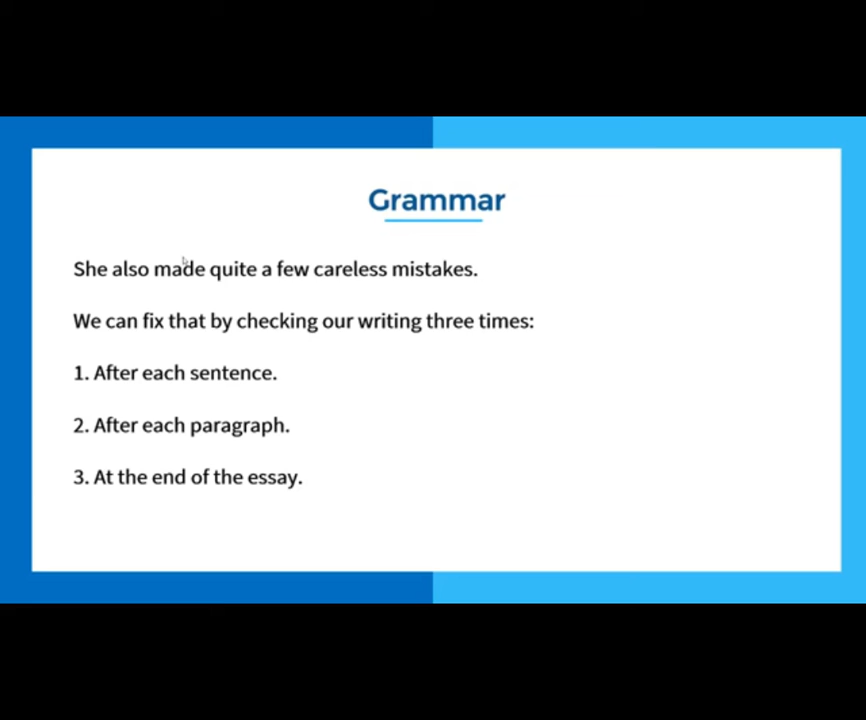 Grammar
She also made quite a few careless mistakes.
We can fix that by checking our writing three times:
1. After each sentence.
2. After each paragraph.
3. At the end of the essay.